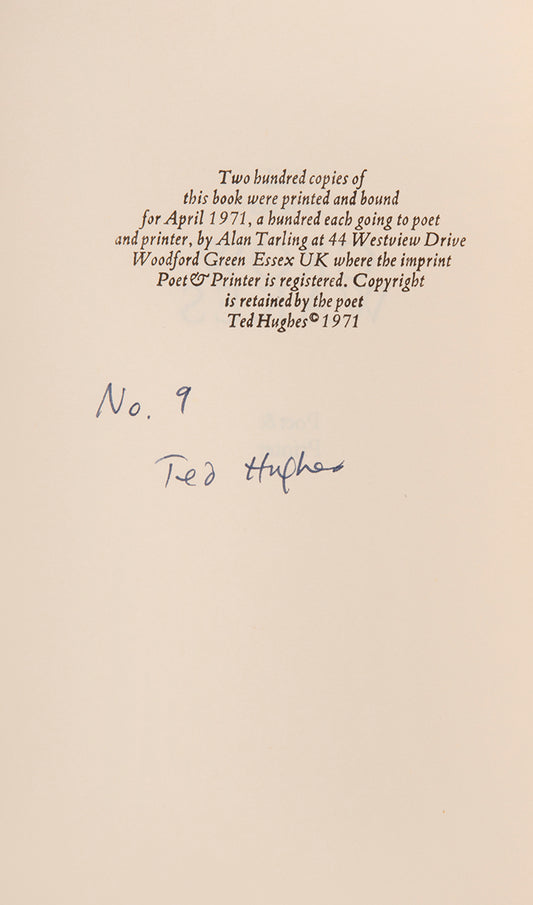 Two hundred copies of
this book were printed and bound
for April 1971, a hundred each going to poet
and printer, by Alan Tarling at 44 Westview Drive
Woodford Green Essex UK where the imprint
Poet & Printer is registered. Copyright
is retained by the poet
Ted Hughes © 1971
No. 9
Ted Hughes